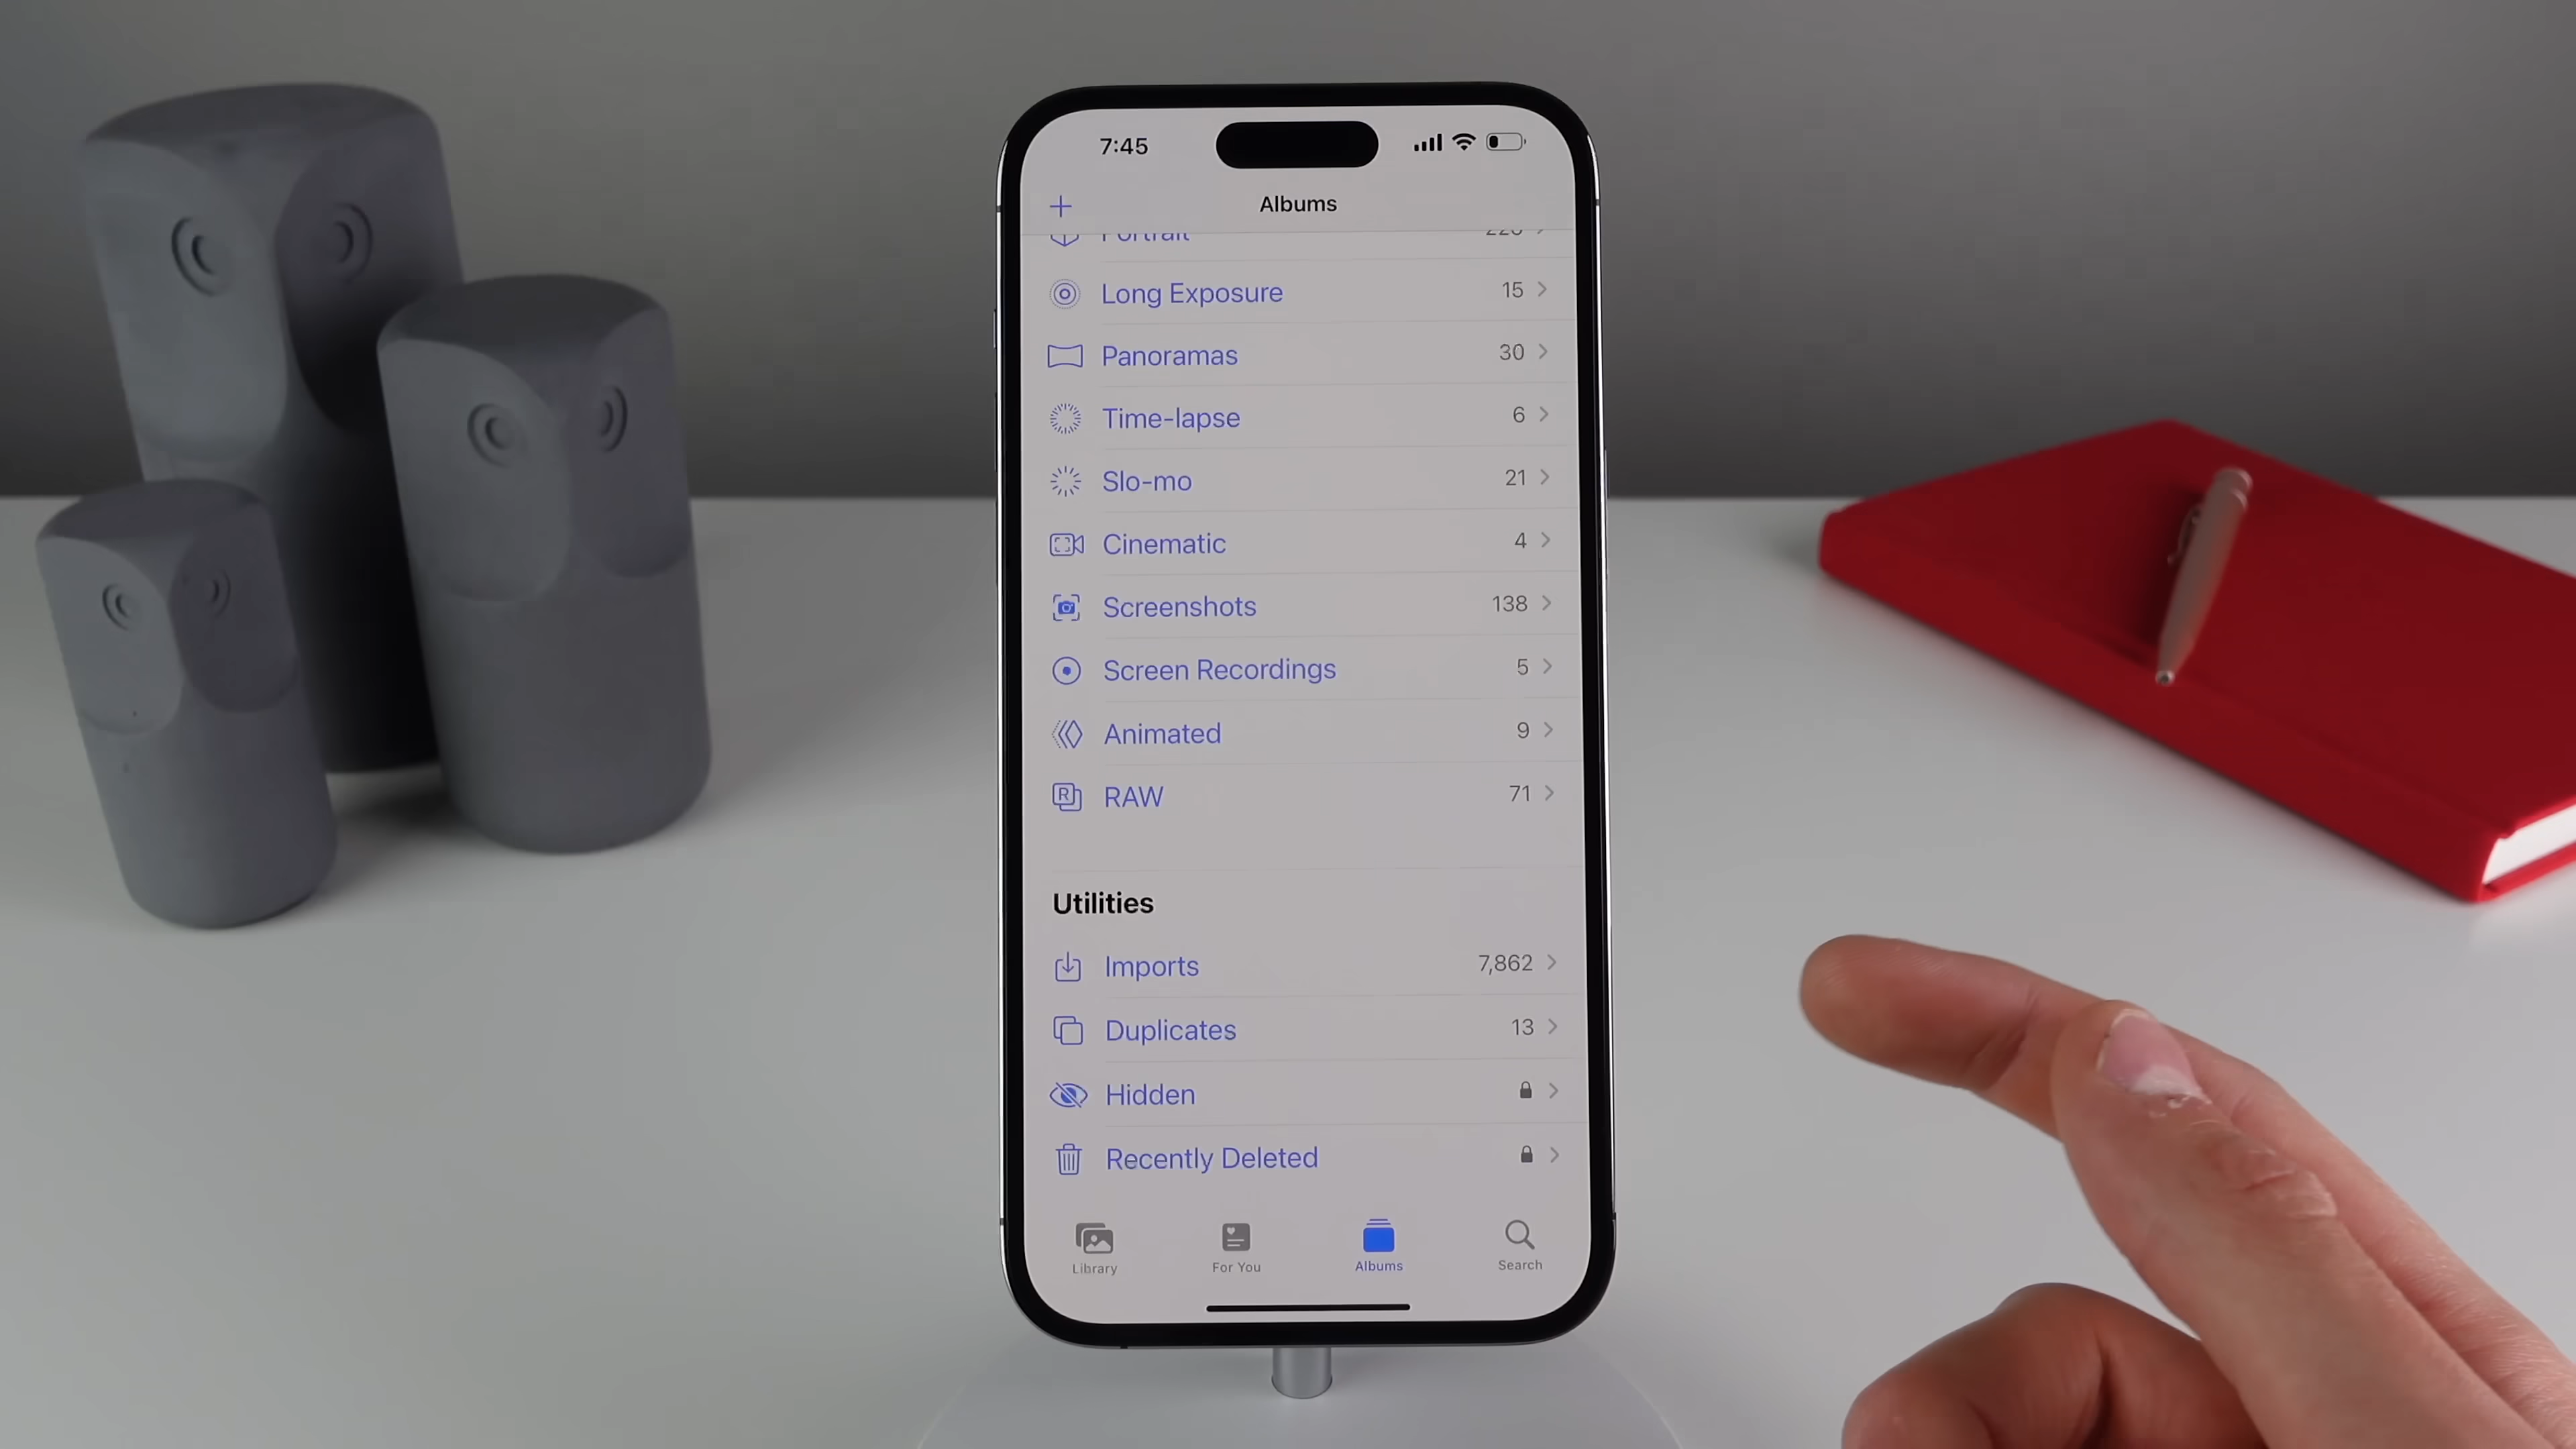 7:45
Albums
Portrait
Long Exposure 15
Panoramas 30
Time-lapse 6
Slo-mo 21
Cinematic 4
Screenshots 138
Screen Recordings 5
Animated 9
RAW 71
Utilities
Imports 7,862
Duplicates 13
Hidden
Recently Deleted
Library For You Albums Search